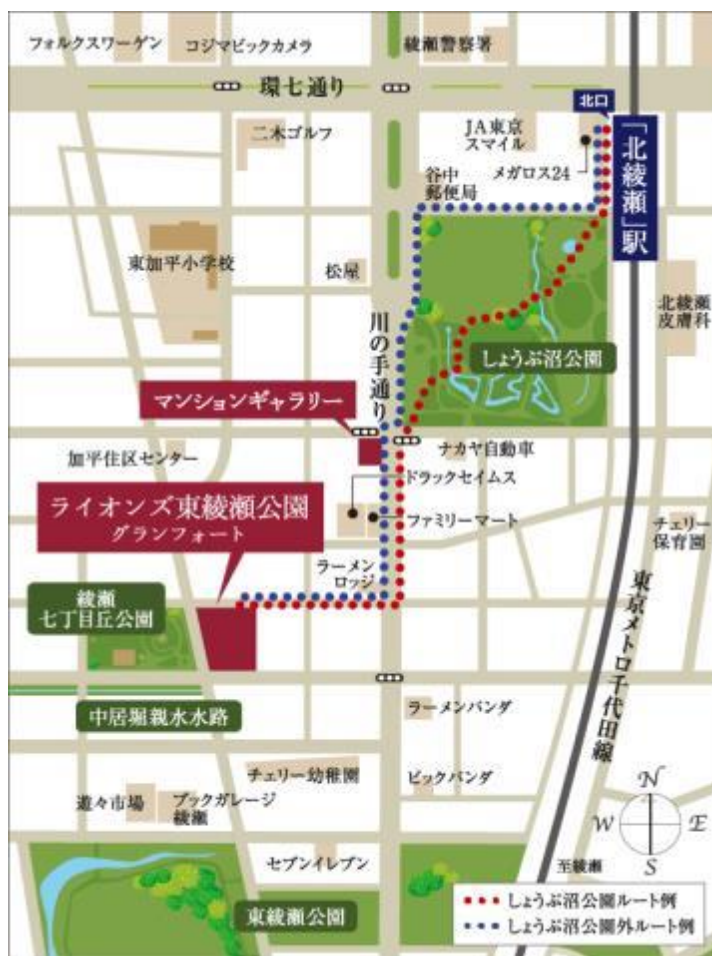 フォルクスワーゲン
コジマビックカメラ
綾瀬警察署
環七通り
北口
二木ゴルフ
JA東京
スマイル
メガロス24
「北綾瀬」駅
谷中
郵便局
東加平小学校
松屋
北綾瀬
皮膚科
川の手通り
しょうぶ沼公園
マンションギャラリー
加平住区センター
ナカヤ自動車
ドラックセイムス
ライオンズ東綾瀬公園
グランフォート
ファミリーマート
チェリー
保育園
ラーメン
ロッジ
綾瀬
七丁目丘公園
東京メトロ千代田線
中居堀親水水路
ラーメンパンダ
チェリー幼稚園
ビックパンダ
遊々市場
ブックガレージ
綾瀬
N
W
E
S
セブンイレブン
至綾瀬
東綾瀬公園
しょうぶ沼公園ルート例
しょうぶ沼公園外ルート例